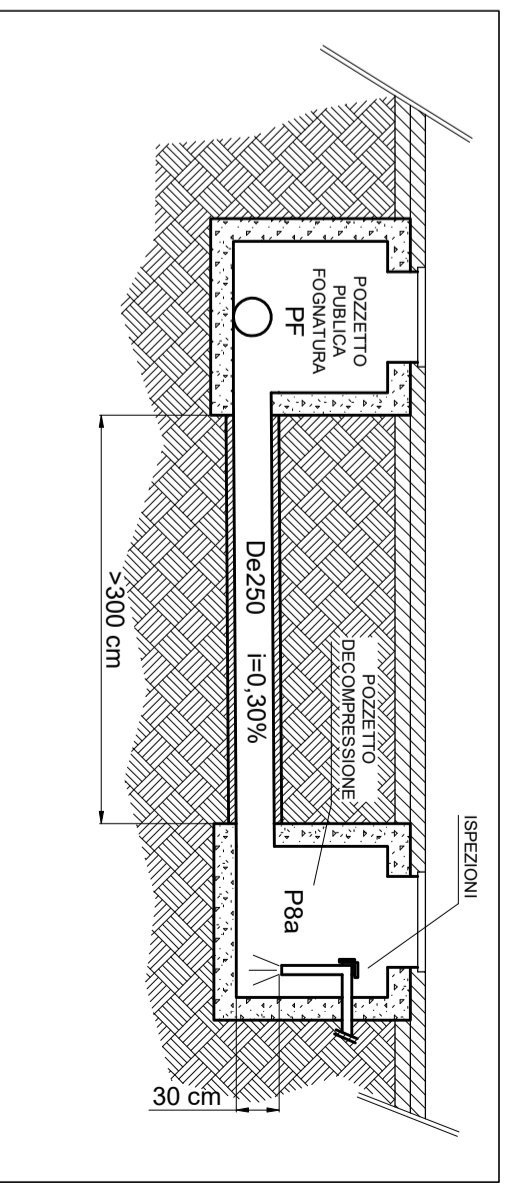 POZZETTO
PUBLICA
FOGNATURA
PF
De250 i=0,30%
>300 cm
POZZETTO
DECOMPRESSIONE
ISPEZIONI
P8a
30 cm